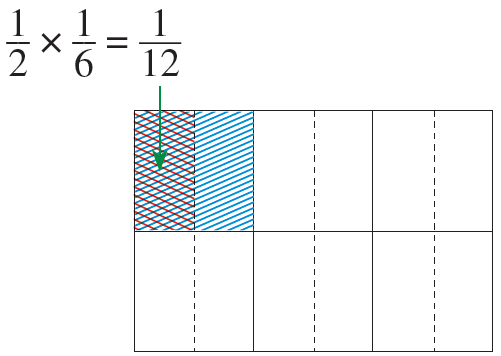 1/2 × 1/6 = 1/12